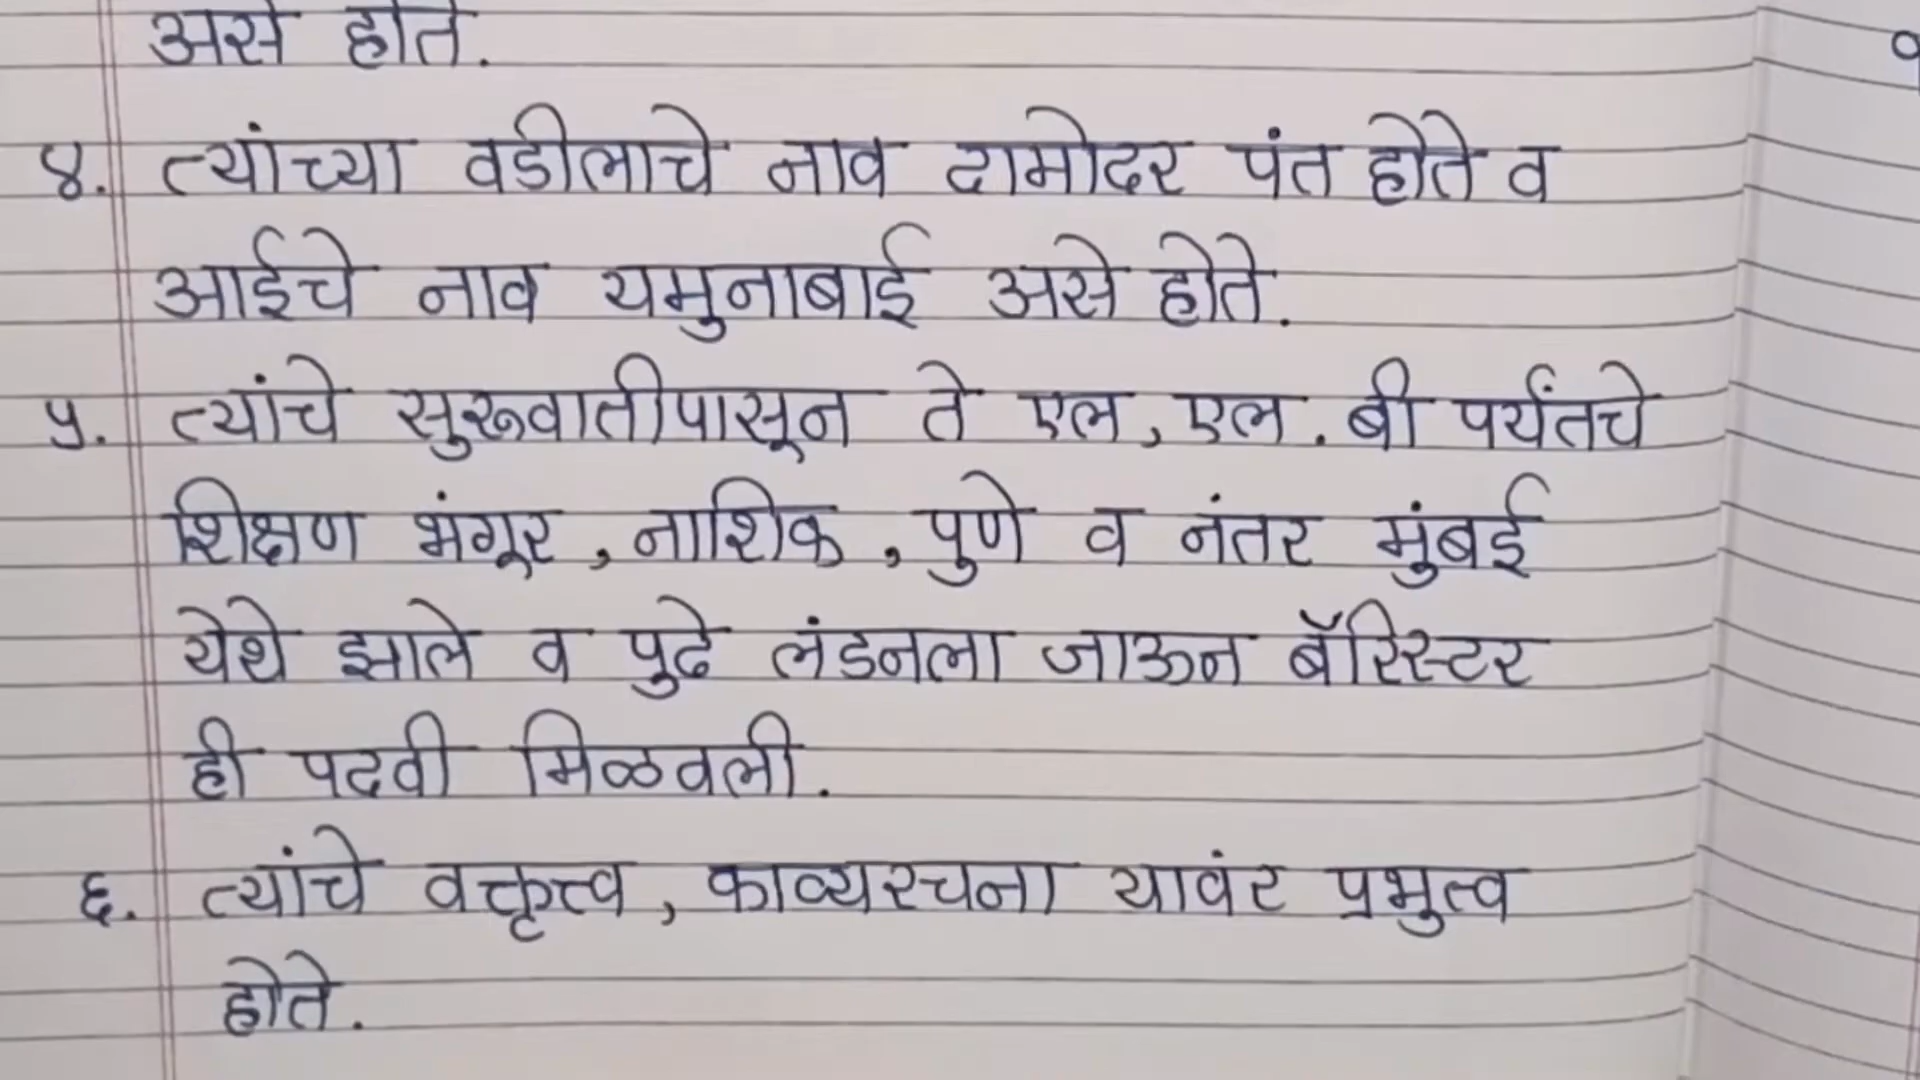 असे होते.
४. त्यांच्या वडीलाचे नाव दामोदर पंत होते व
आईचे नाव यमुनाबाई असे होते.
५. त्यांचे सुरूवातीपासून ते एल, एल. बी पर्यंतचे
शिक्षण भंगूर, नाशिक, पुणे व नंतर मुंबई
येथे झाले व पुढे लंडनला जाऊन बॅरिस्टर
ही पदवी मिळवली.
६. त्यांचे वक्तृत्त्व, काव्यरचना यावंर प्रभुत्व
होते.